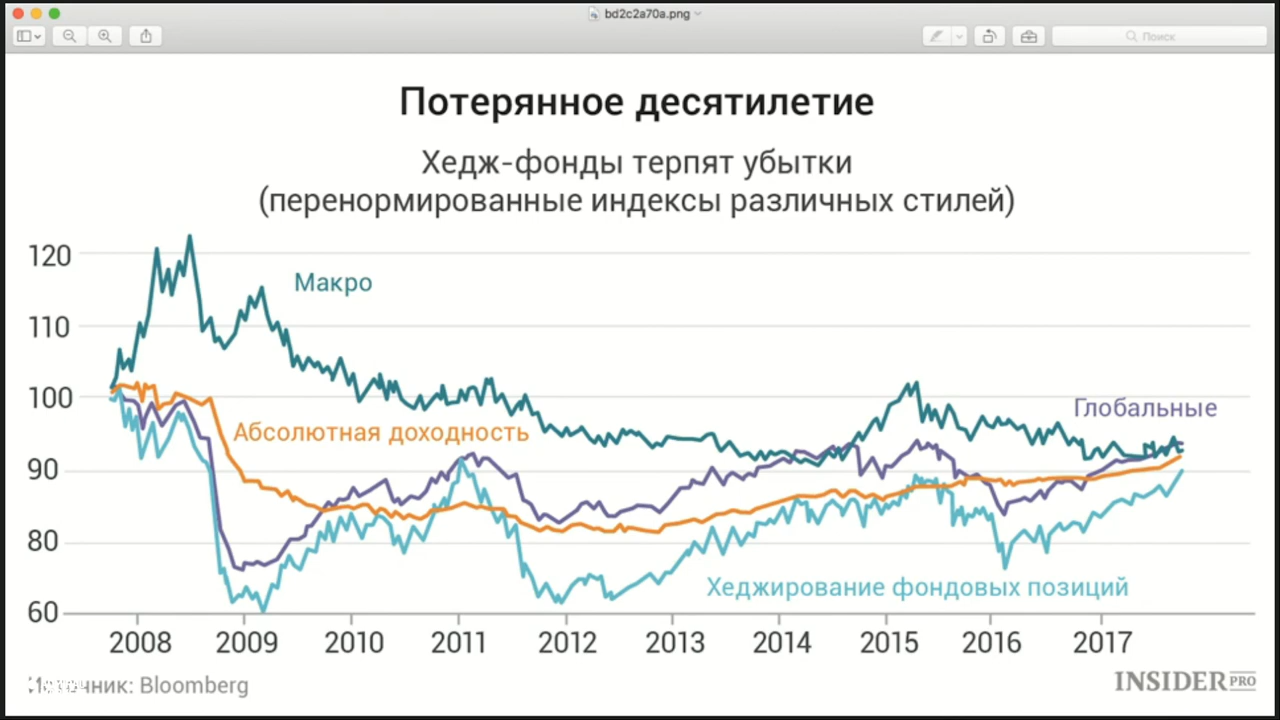 bd2c2a70a.png
Поиск
Потерянное десятилетие
Хедж-фонды терпят убытки
(перенормированные индексы различных стилей)
120
Макро
110
100
Глобальные
Абсолютная доходность
90
80
Хеджирование фондовых позиций
60
2008 2009 2010 2011 2012 2013 2014 2015 2016 2017
Bloomberg
INSIDER PRO